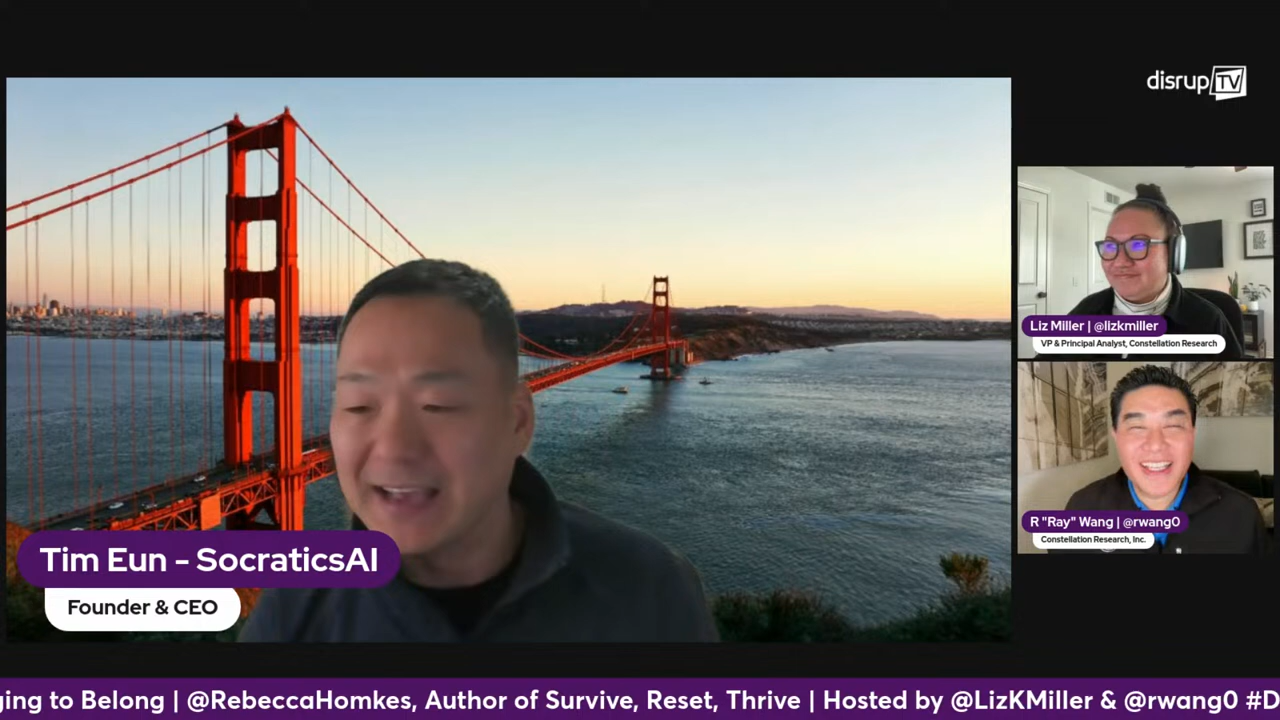 disrupTV
Liz Miller | @lizkmiller
VP & Principal Analyst, Constellation Research
R "Ray" Wang | @rwang0
Constellation Research, Inc.
Tim Eun - SocraticsAI
Founder & CEO
ging to Belong | @RebeccaHomkes, Author of Survive, Reset, Thrive | Hosted by @LizKMiller & @rwang0 #D